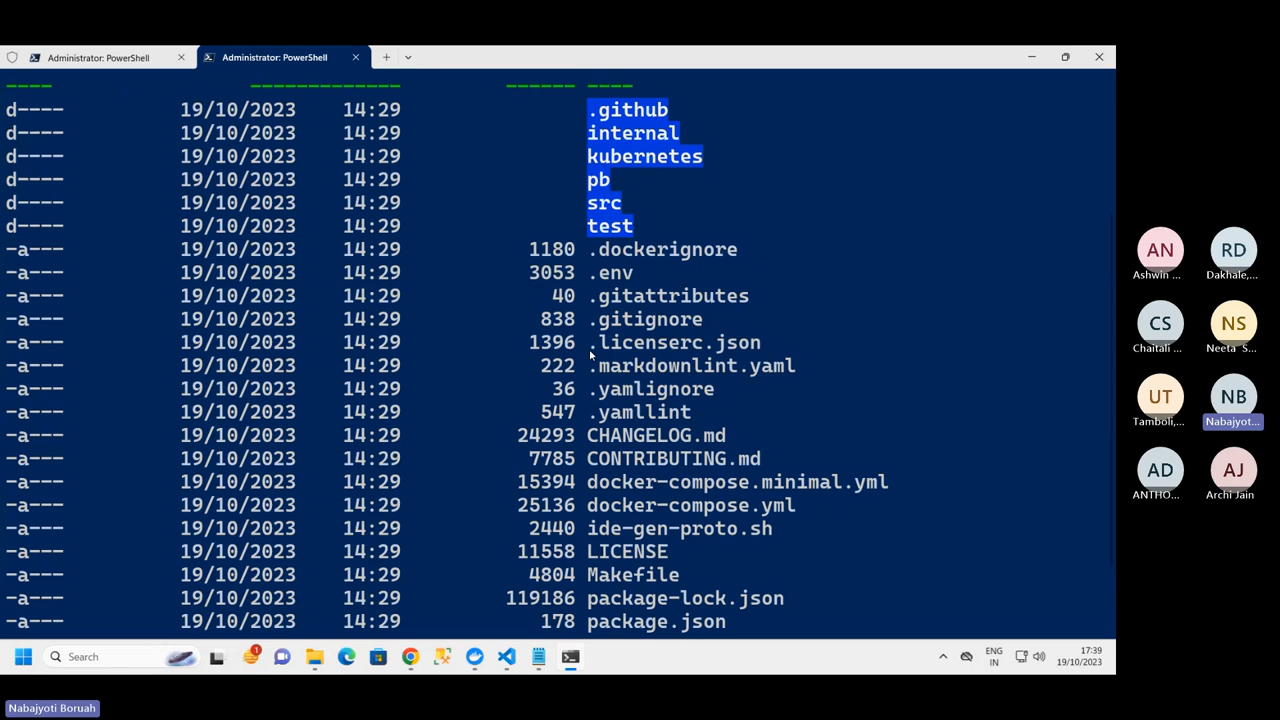 Administrator: PowerShell
Administrator: PowerShell
---- ------------- ------ ----
d---- 19/10/2023 14:29 .github
d---- 19/10/2023 14:29 internal
d---- 19/10/2023 14:29 kubernetes
d---- 19/10/2023 14:29 pb
d---- 19/10/2023 14:29 src
d---- 19/10/2023 14:29 test
-a--- 19/10/2023 14:29 1180 .dockerignore
-a--- 19/10/2023 14:29 3053 .env
-a--- 19/10/2023 14:29 40 .gitattributes
-a--- 19/10/2023 14:29 838 .gitignore
-a--- 19/10/2023 14:29 1396 .licenserc.json
-a--- 19/10/2023 14:29 222 .markdownlint.yaml
-a--- 19/10/2023 14:29 36 .yamlignore
-a--- 19/10/2023 14:29 547 .yamllint
-a--- 19/10/2023 14:29 24293 CHANGELOG.md
-a--- 19/10/2023 14:29 7785 CONTRIBUTING.md
-a--- 19/10/2023 14:29 15394 docker-compose.minimal.yml
-a--- 19/10/2023 14:29 25136 docker-compose.yml
-a--- 19/10/2023 14:29 2440 ide-gen-proto.sh
-a--- 19/10/2023 14:29 11558 LICENSE
-a--- 19/10/2023 14:29 4804 Makefile
-a--- 19/10/2023 14:29 119186 package-lock.json
-a--- 19/10/2023 14:29 178 package.json
Search
1
ENG
IN
17:39
19/10/2023
AN
RD
Ashwin ...
Dakhale,...
CS
NS
Chaitali ...
Neeta S...
UT
NB
Tamboli,...
Nabajyot...
AD
AJ
ANTHO...
Archi Jain
Nabajyoti Boruah